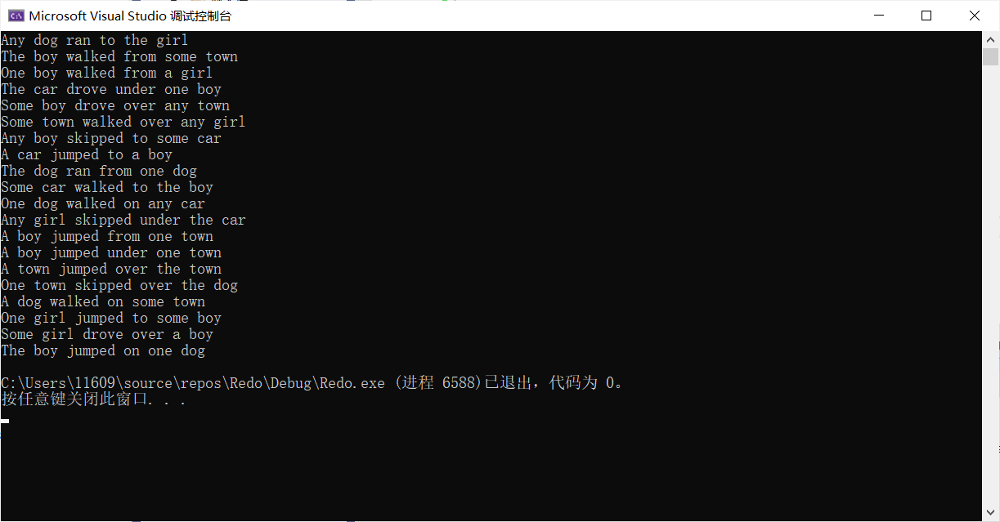 Microsoft Visual Studio 调试控制台
Any dog ran to the girl
The boy walked from some town
One boy walked from a girl
The car drove under one boy
Some boy drove over any town
Some town walked over any girl
Any boy skipped to some car
A car jumped to a boy
The dog ran from one dog
Some car walked to the boy
One dog walked on any car
Any girl skipped under the car
A boy jumped from one town
A boy jumped under one town
A town jumped over the town
One town skipped over the dog
A dog walked on some town
One girl jumped to some boy
Some girl drove over a boy
The boy jumped on one dog
C:\Users\11609\source\repos\Redo\Debug\Redo.exe (进程 6588)已退出，代码为 0。
按任意键关闭此窗口. . .